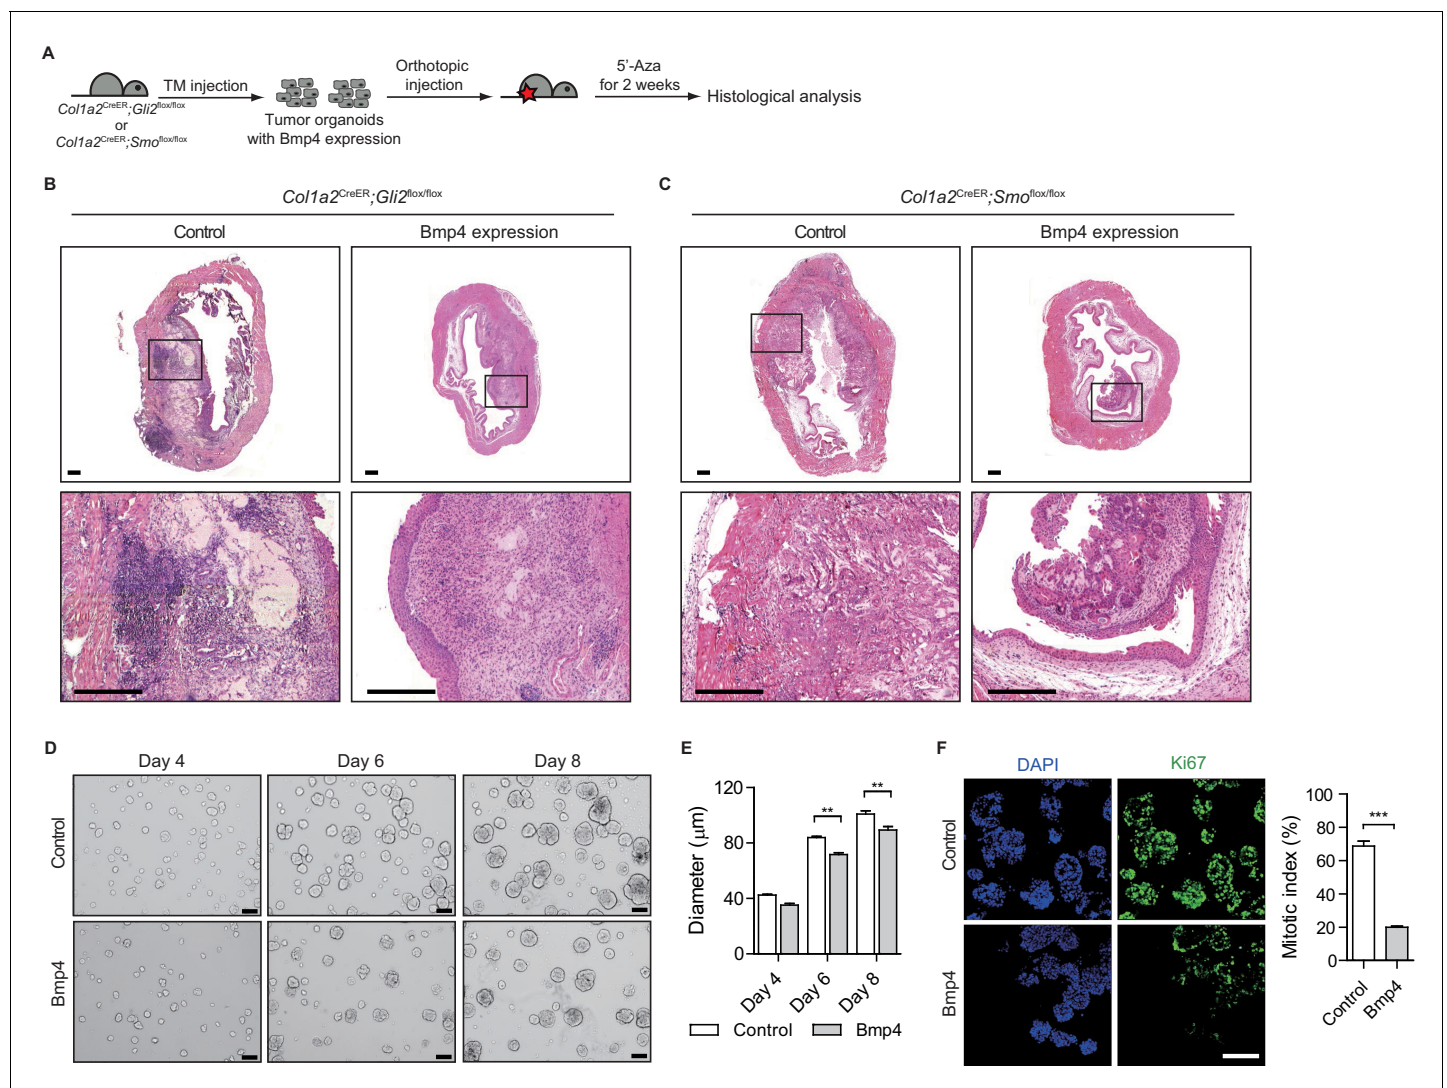 A
TM injection
Orthotopic
injection
5'-Aza
for 2 weeks
Histological analysis
Col1a2CreER;Gli2flox/flox
or
Col1a2CreER;Smoflox/flox
Tumor organoids
with Bmp4 expression
B
Col1a2CreER;Gli2flox/flox
Control
Bmp4 expression
C
Col1a2CreER;Smoflox/flox
Control
Bmp4 expression
D
Day 4
Day 6
Day 8
Control
Bmp4
E
Diameter (μm)
120
80
40
0
**
**
Day 4
Day 6
Day 8
Control
Bmp4
F
DAPI
Ki67
Control
Bmp4
Mitotic index (%)
100
80
60
40
20
0
***
Control
Bmp4